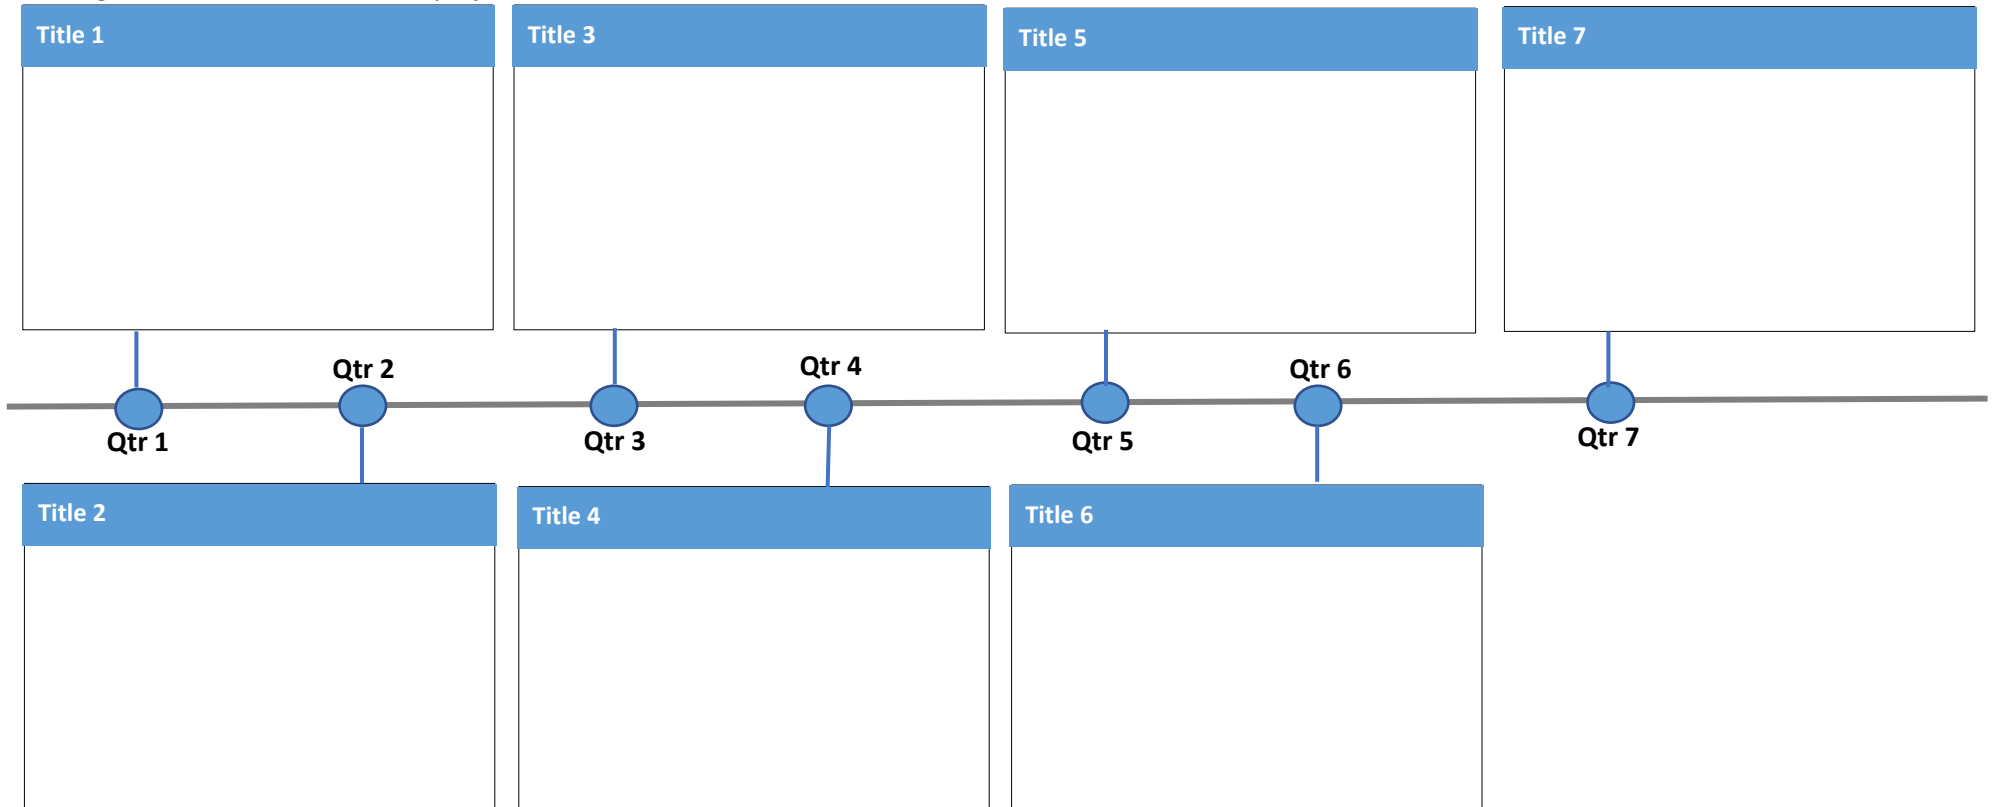 Title 1
Title 3
Title 5
Title 7
Qtr 2
Qtr 4
Qtr 6
Qtr 1
Qtr 3
Qtr 5
Qtr 7
Title 2
Title 4
Title 6